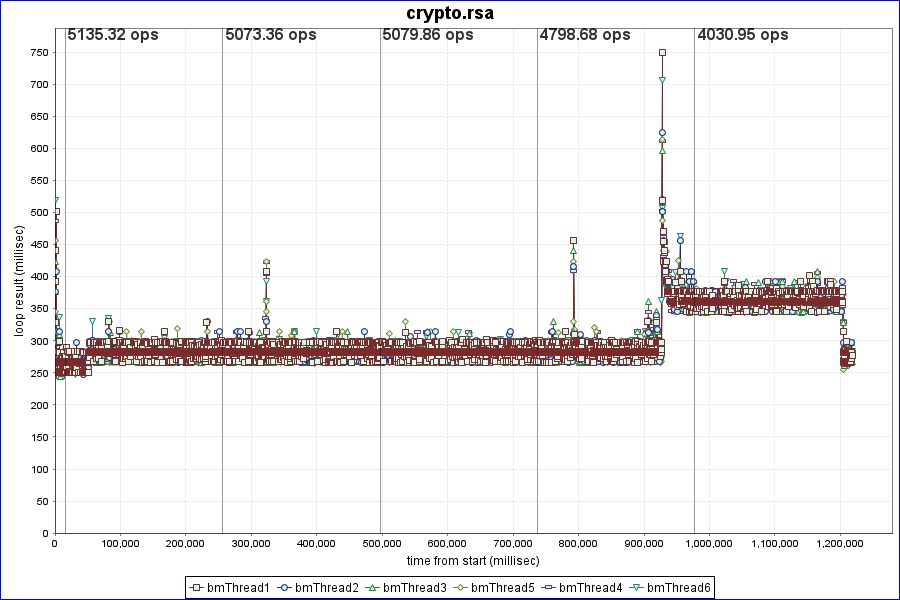 crypto.rsa
5135.32 ops 5073.36 ops 5079.86 ops 4798.68 ops 4030.95 ops
loop result (millisec)
750
700
650
600
550
500
450
400
350
300
250
200
150
100
50
0
0 100,000 200,000 300,000 400,000 500,000 600,000 700,000 800,000 900,000 1,000,000 1,100,000 1,200,000
time from start (millisec)
bmThread1 bmThread2 bmThread3 bmThread5 bmThread4 bmThread6